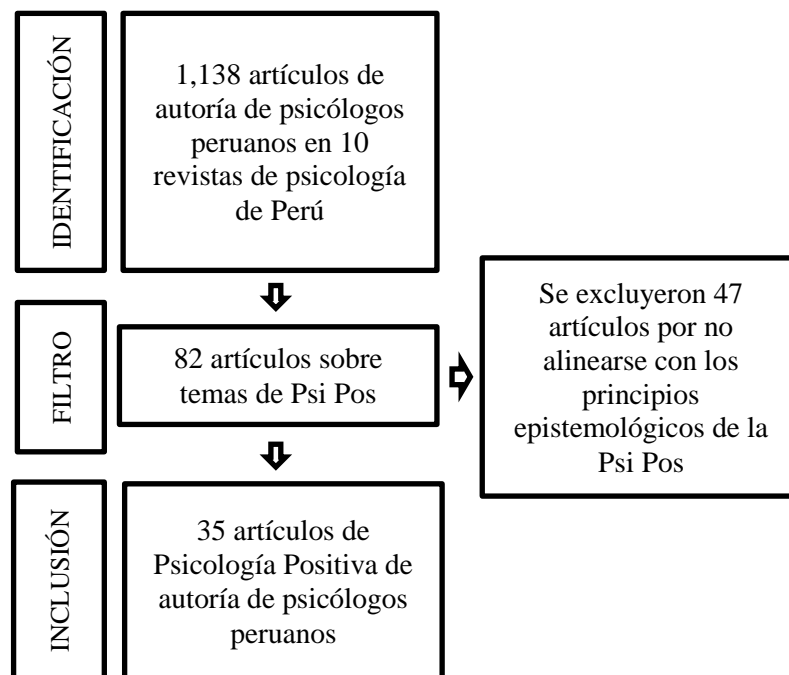 IDENTIFICACIÓN
1,138 artículos de
autoría de psicólogos
peruanos en 10
revistas de psicología
de Perú
FILTRO
82 artículos sobre
temas de Psi Pos
Se excluyeron 47
artículos por no
alinearse con los
principios
epistemológicos de la
Psi Pos
INCLUSIÓN
35 artículos de
Psicología Positiva de
autoría de psicólogos
peruanos